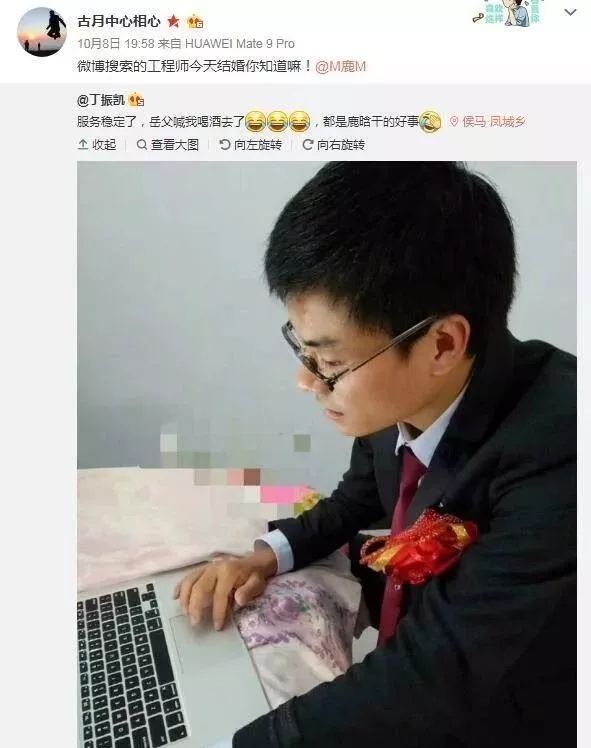 古月中心相心
10月8日 19:58 来自 HUAWEI Mate 9 Pro
微博搜索的工程师今天结婚你知道嘛！@M鹿M
@丁振凯
服务稳定了，岳父喊我喝酒去了😂😂😂，都是鹿晗干的好事🤣 侯马·凤城乡
收起 查看大图 向左旋转 向右旋转